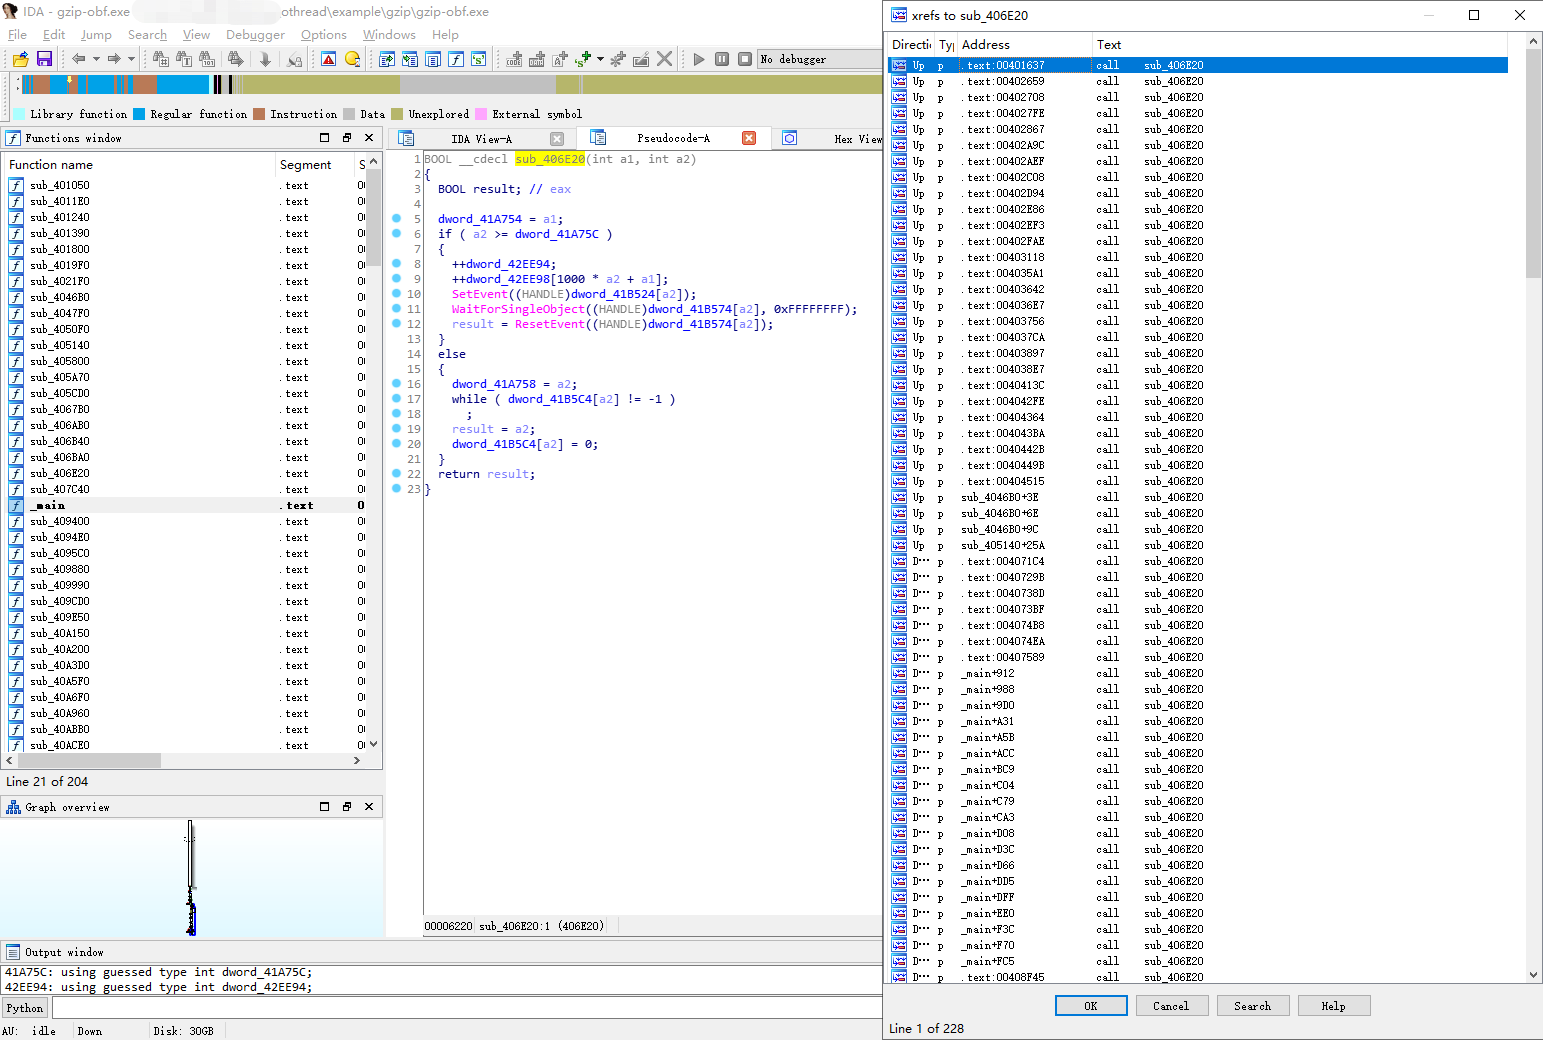 IDA - gzip-obf.exe othread\example\gzip\gzip-obf.exe
File Edit Jump Search View Debugger Options Windows Help
No debugger
Library function Regular function Instruction Data Unexplored External symbol
Functions window
Function name Segment S
sub_401050 .text 0
sub_4011E0 .text 0
sub_401240 .text 0
sub_401390 .text 0
sub_401800 .text 0
sub_4019F0 .text 0
sub_4021F0 .text 0
sub_4046B0 .text 0
sub_4047F0 .text 0
sub_4050F0 .text 0
sub_405140 .text 0
sub_405800 .text 0
sub_405A70 .text 0
sub_405CD0 .text 0
sub_4067B0 .text 0
sub_406AB0 .text 0
sub_406B40 .text 0
sub_406BA0 .text 0
sub_406E20 .text 0
sub_407C40 .text 0
_main .text 0
sub_409400 .text 0
sub_4094E0 .text 0
sub_4095C0 .text 0
sub_409880 .text 0
sub_409990 .text 0
sub_409CD0 .text 0
sub_409E50 .text 0
sub_40A150 .text 0
sub_40A200 .text 0
sub_40A3D0 .text 0
sub_40A5F0 .text 0
sub_40A6F0 .text 0
sub_40A960 .text 0
sub_40ABB0 .text 0
sub_40ACE0 .text 0
Line 21 of 204
Graph overview
IDA View-A Pseudocode-A Hex View
1 BOOL __cdecl sub_406E20(int a1, int a2)
2 {
3 BOOL result; // eax
4
5 dword_41A754 = a1;
6 if ( a2 >= dword_41A75C )
7 {
8 ++dword_42EE94;
9 ++dword_42EE98[1000 * a2 + a1];
10 SetEvent((HANDLE)dword_41B524[a2]);
11 WaitForSingleObject((HANDLE)dword_41B574[a2], 0xFFFFFFFF);
12 result = ResetEvent((HANDLE)dword_41B574[a2]);
13 }
14 else
15 {
16 dword_41A758 = a2;
17 while ( dword_41B5C4[a2] != -1 )
18 ;
19 result = a2;
20 dword_41B5C4[a2] = 0;
21 }
22 return result;
23 }
00006220 sub_406E20:1 (406E20)
Output window
41A75C: using guessed type int dword_41A75C;
42EE94: using guessed type int dword_42EE94;
Python
AU: idle Down Disk: 30GB
xrefs to sub_406E20
Directi Ty Address Text
Up p .text:00401637 call sub_406E20
Up p .text:00402659 call sub_406E20
Up p .text:00402708 call sub_406E20
Up p .text:004027FE call sub_406E20
Up p .text:00402867 call sub_406E20
Up p .text:00402A9C call sub_406E20
Up p .text:00402AEF call sub_406E20
Up p .text:00402C08 call sub_406E20
Up p .text:00402D94 call sub_406E20
Up p .text:00402E86 call sub_406E20
Up p .text:00402EF3 call sub_406E20
Up p .text:00402FAE call sub_406E20
Up p .text:00403118 call sub_406E20
Up p .text:004035A1 call sub_406E20
Up p .text:00403642 call sub_406E20
Up p .text:004036E7 call sub_406E20
Up p .text:00403756 call sub_406E20
Up p .text:004037CA call sub_406E20
Up p .text:00403897 call sub_406E20
Up p .text:004038E7 call sub_406E20
Up p .text:0040413C call sub_406E20
Up p .text:004042FE call sub_406E20
Up p .text:00404364 call sub_406E20
Up p .text:004043BA call sub_406E20
Up p .text:0040442B call sub_406E20
Up p .text:0040449B call sub_406E20
Up p .text:00404515 call sub_406E20
Up p sub_4046B0+3E call sub_406E20
Up p sub_4046B0+6E call sub_406E20
Up p sub_4046B0+9C call sub_406E20
Up p sub_405140+25A call sub_406E20
D··· p .text:004071C4 call sub_406E20
D··· p .text:0040729B call sub_406E20
D··· p .text:0040738D call sub_406E20
D··· p .text:004073BF call sub_406E20
D··· p .text:004074B8 call sub_406E20
D··· p .text:004074EA call sub_406E20
D··· p .text:00407589 call sub_406E20
D··· p _main+912 call sub_406E20
D··· p _main+988 call sub_406E20
D··· p _main+9D0 call sub_406E20
D··· p _main+A31 call sub_406E20
D··· p _main+A5B call sub_406E20
D··· p _main+ACC call sub_406E20
D··· p _main+BC9 call sub_406E20
D··· p _main+C04 call sub_406E20
D··· p _main+C79 call sub_406E20
D··· p _main+CA3 call sub_406E20
D··· p _main+D08 call sub_406E20
D··· p _main+D3C call sub_406E20
D··· p _main+D66 call sub_406E20
D··· p _main+DD5 call sub_406E20
D··· p _main+DFF call sub_406E20
D··· p _main+EE0 call sub_406E20
D··· p _main+F3C call sub_406E20
D··· p _main+F70 call sub_406E20
D··· p _main+FC5 call sub_406E20
D··· p .text:00408F45 call sub_406E20
OK Cancel Search Help
Line 1 of 228